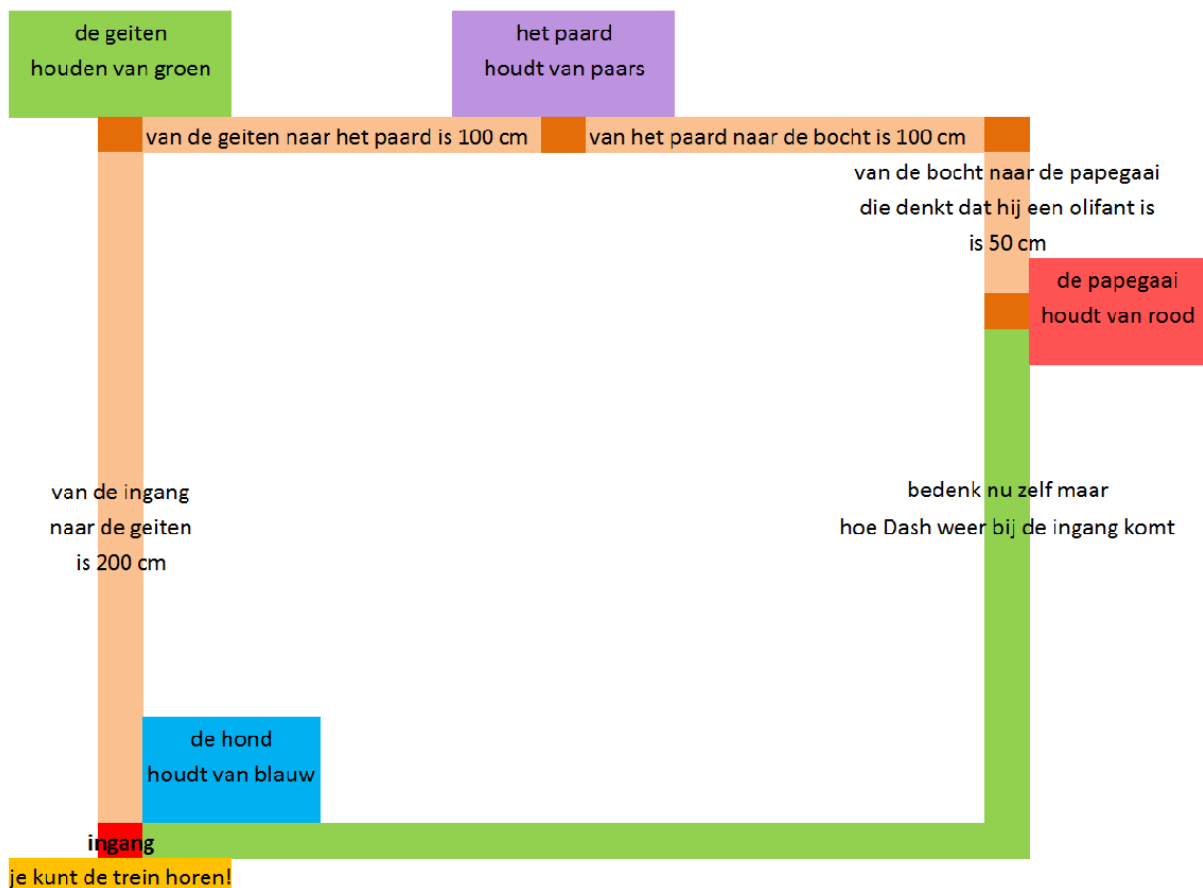 de geiten
houden van groen
het paard
houdt van paars
van de geiten naar het paard is 100 cm
van het paard naar de bocht is 100 cm
van de bocht naar de papegaai
die denkt dat hij een olifant is
is 50 cm
de papegaai
houdt van rood
van de ingang
naar de geiten
is 200 cm
bedenk nu zelf maar
hoe Dash weer bij de ingang komt
de hond
houdt van blauw
ingang
je kunt de trein horen!